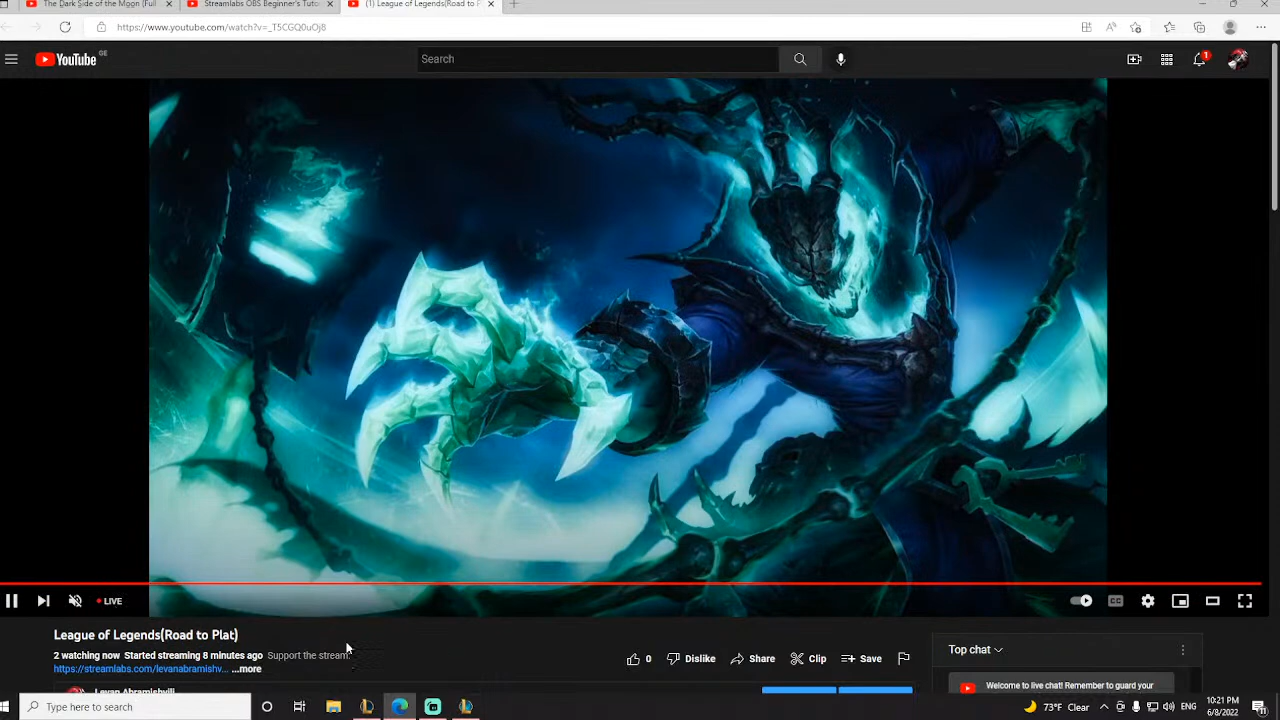 The Dark Side of the Moon (Full
Streamlabs OBS Beginner's Tuto
(1) League of Legends(Road to P
https://www.youtube.com/watch?v=_T5CGQ0uOj8
YouTube GE
Search
1
LIVE
CC
League of Legends(Road to Plat)
2 watching now Started streaming 8 minutes ago Support the stream:
https://streamlabs.com/levanabramishv... ...more
0
Dislike
Share
Clip
Save
Top chat
Welcome to live chat! Remember to guard your
Levan Abramishvili
Type here to search
73°F Clear
ENG
10:21 PM
6/8/2022
1